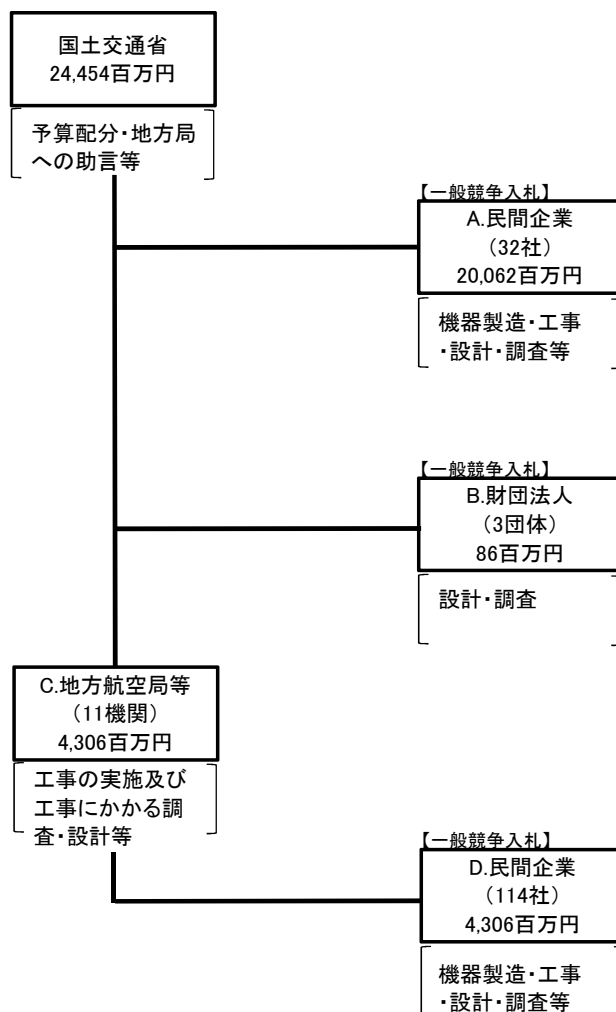 国土交通省
24,454百万円
予算配分・地方局
への助言等
【一般競争入札】
A.民間企業
(32社)
20,062百万円
機器製造・工事
・設計・調査等
【一般競争入札】
B.財団法人
(3団体)
86百万円
設計・調査
C.地方航空局等
(11機関)
4,306百万円
工事の実施及び
工事にかかる調
査・設計等
【一般競争入札】
D.民間企業
(114社)
4,306百万円
機器製造・工事
・設計・調査等